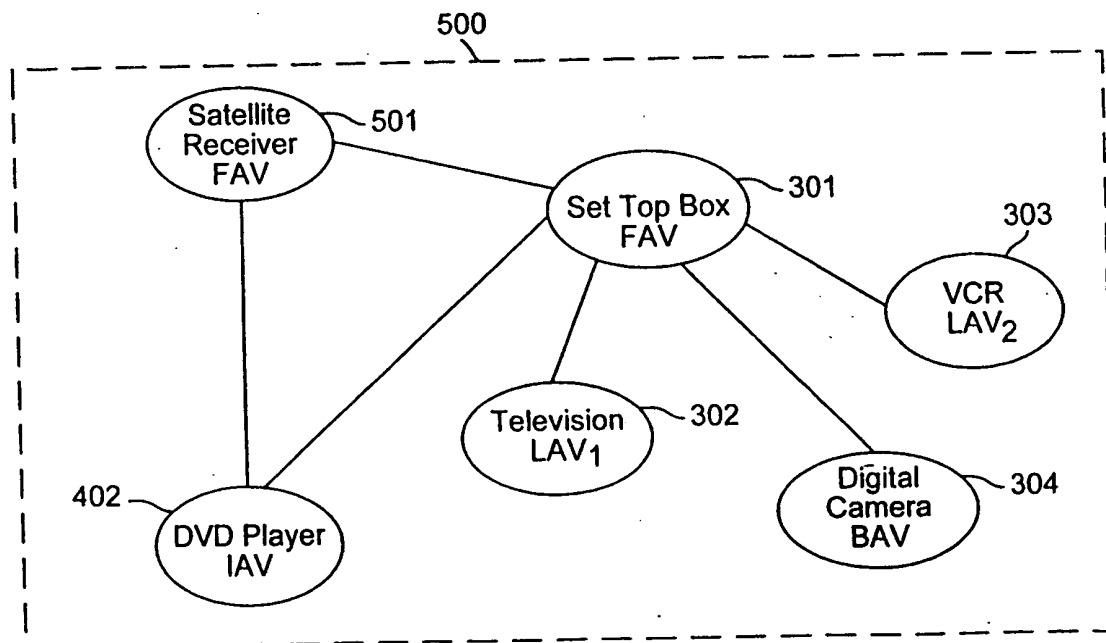 500
Satellite
Receiver
FAV
501
Set Top Box
FAV
301
303
VCR
LAV2
Television
LAV1
302
Digital
Camera
BAV
304
402
DVD Player
IAV